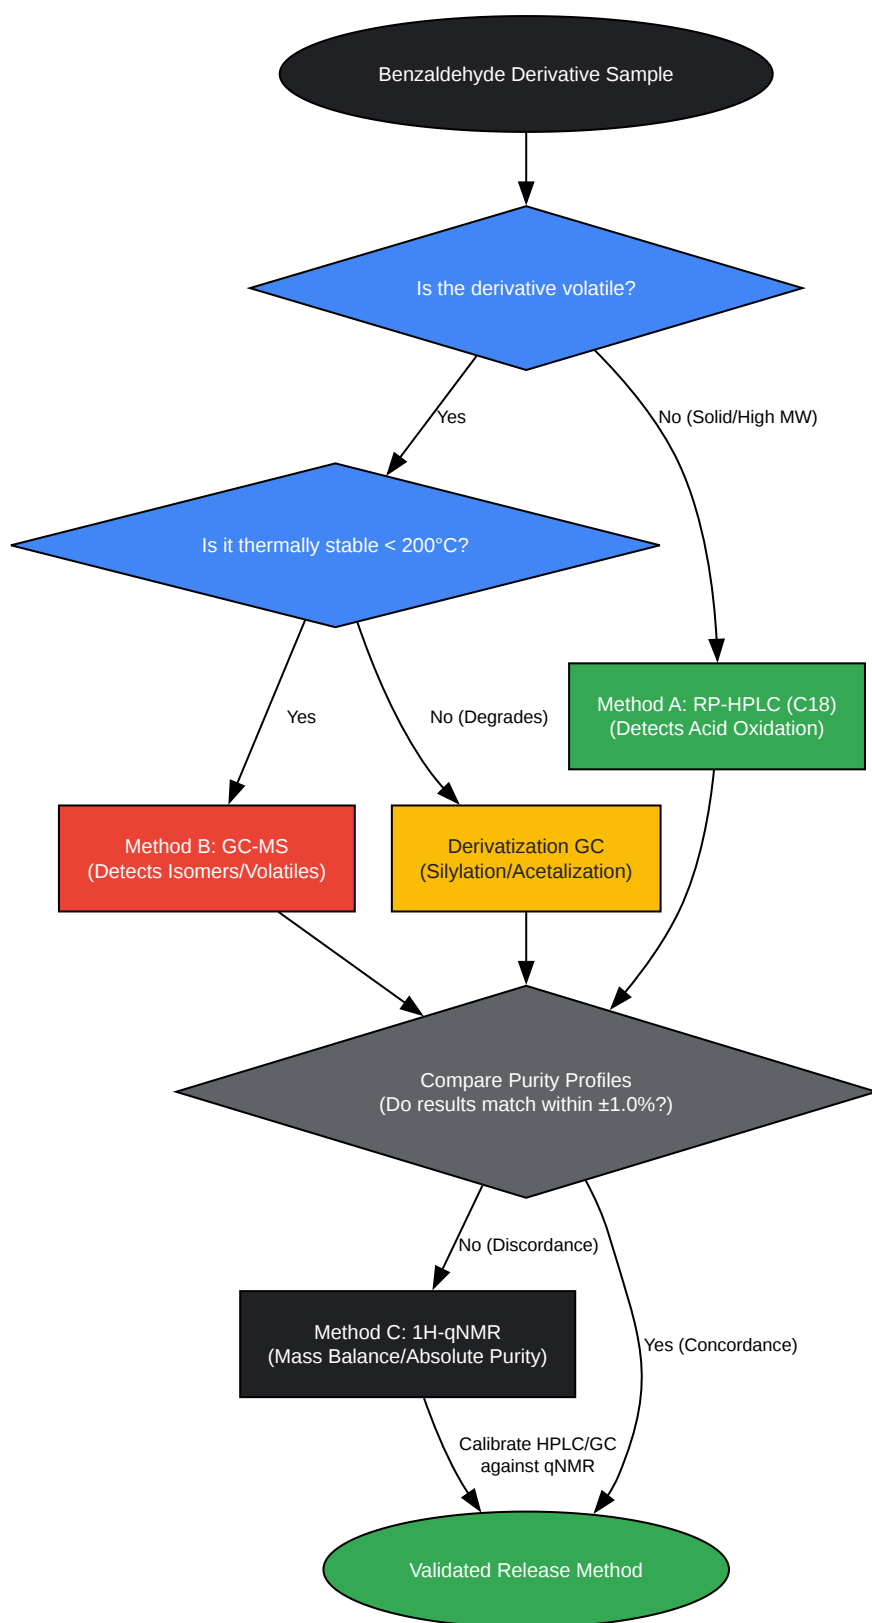 Benzaldehyde Derivative Sample
Is the derivative volatile?
Yes
No (Solid/High MW)
Is it thermally stable < 200°C?
Yes
No (Degrades)
Method A: RP-HPLC (C18)
(Detects Acid Oxidation)
Method B: GC-MS
(Detects Isomers/Volatiles)
Derivatization GC
(Silylation/Acetalization)
Compare Purity Profiles
(Do results match within ±1.0%?)
No (Discordance)
Method C: 1H-qNMR
(Mass Balance/Absolute Purity)
Yes (Concordance)
Calibrate HPLC/GC
against qNMR
Validated Release Method